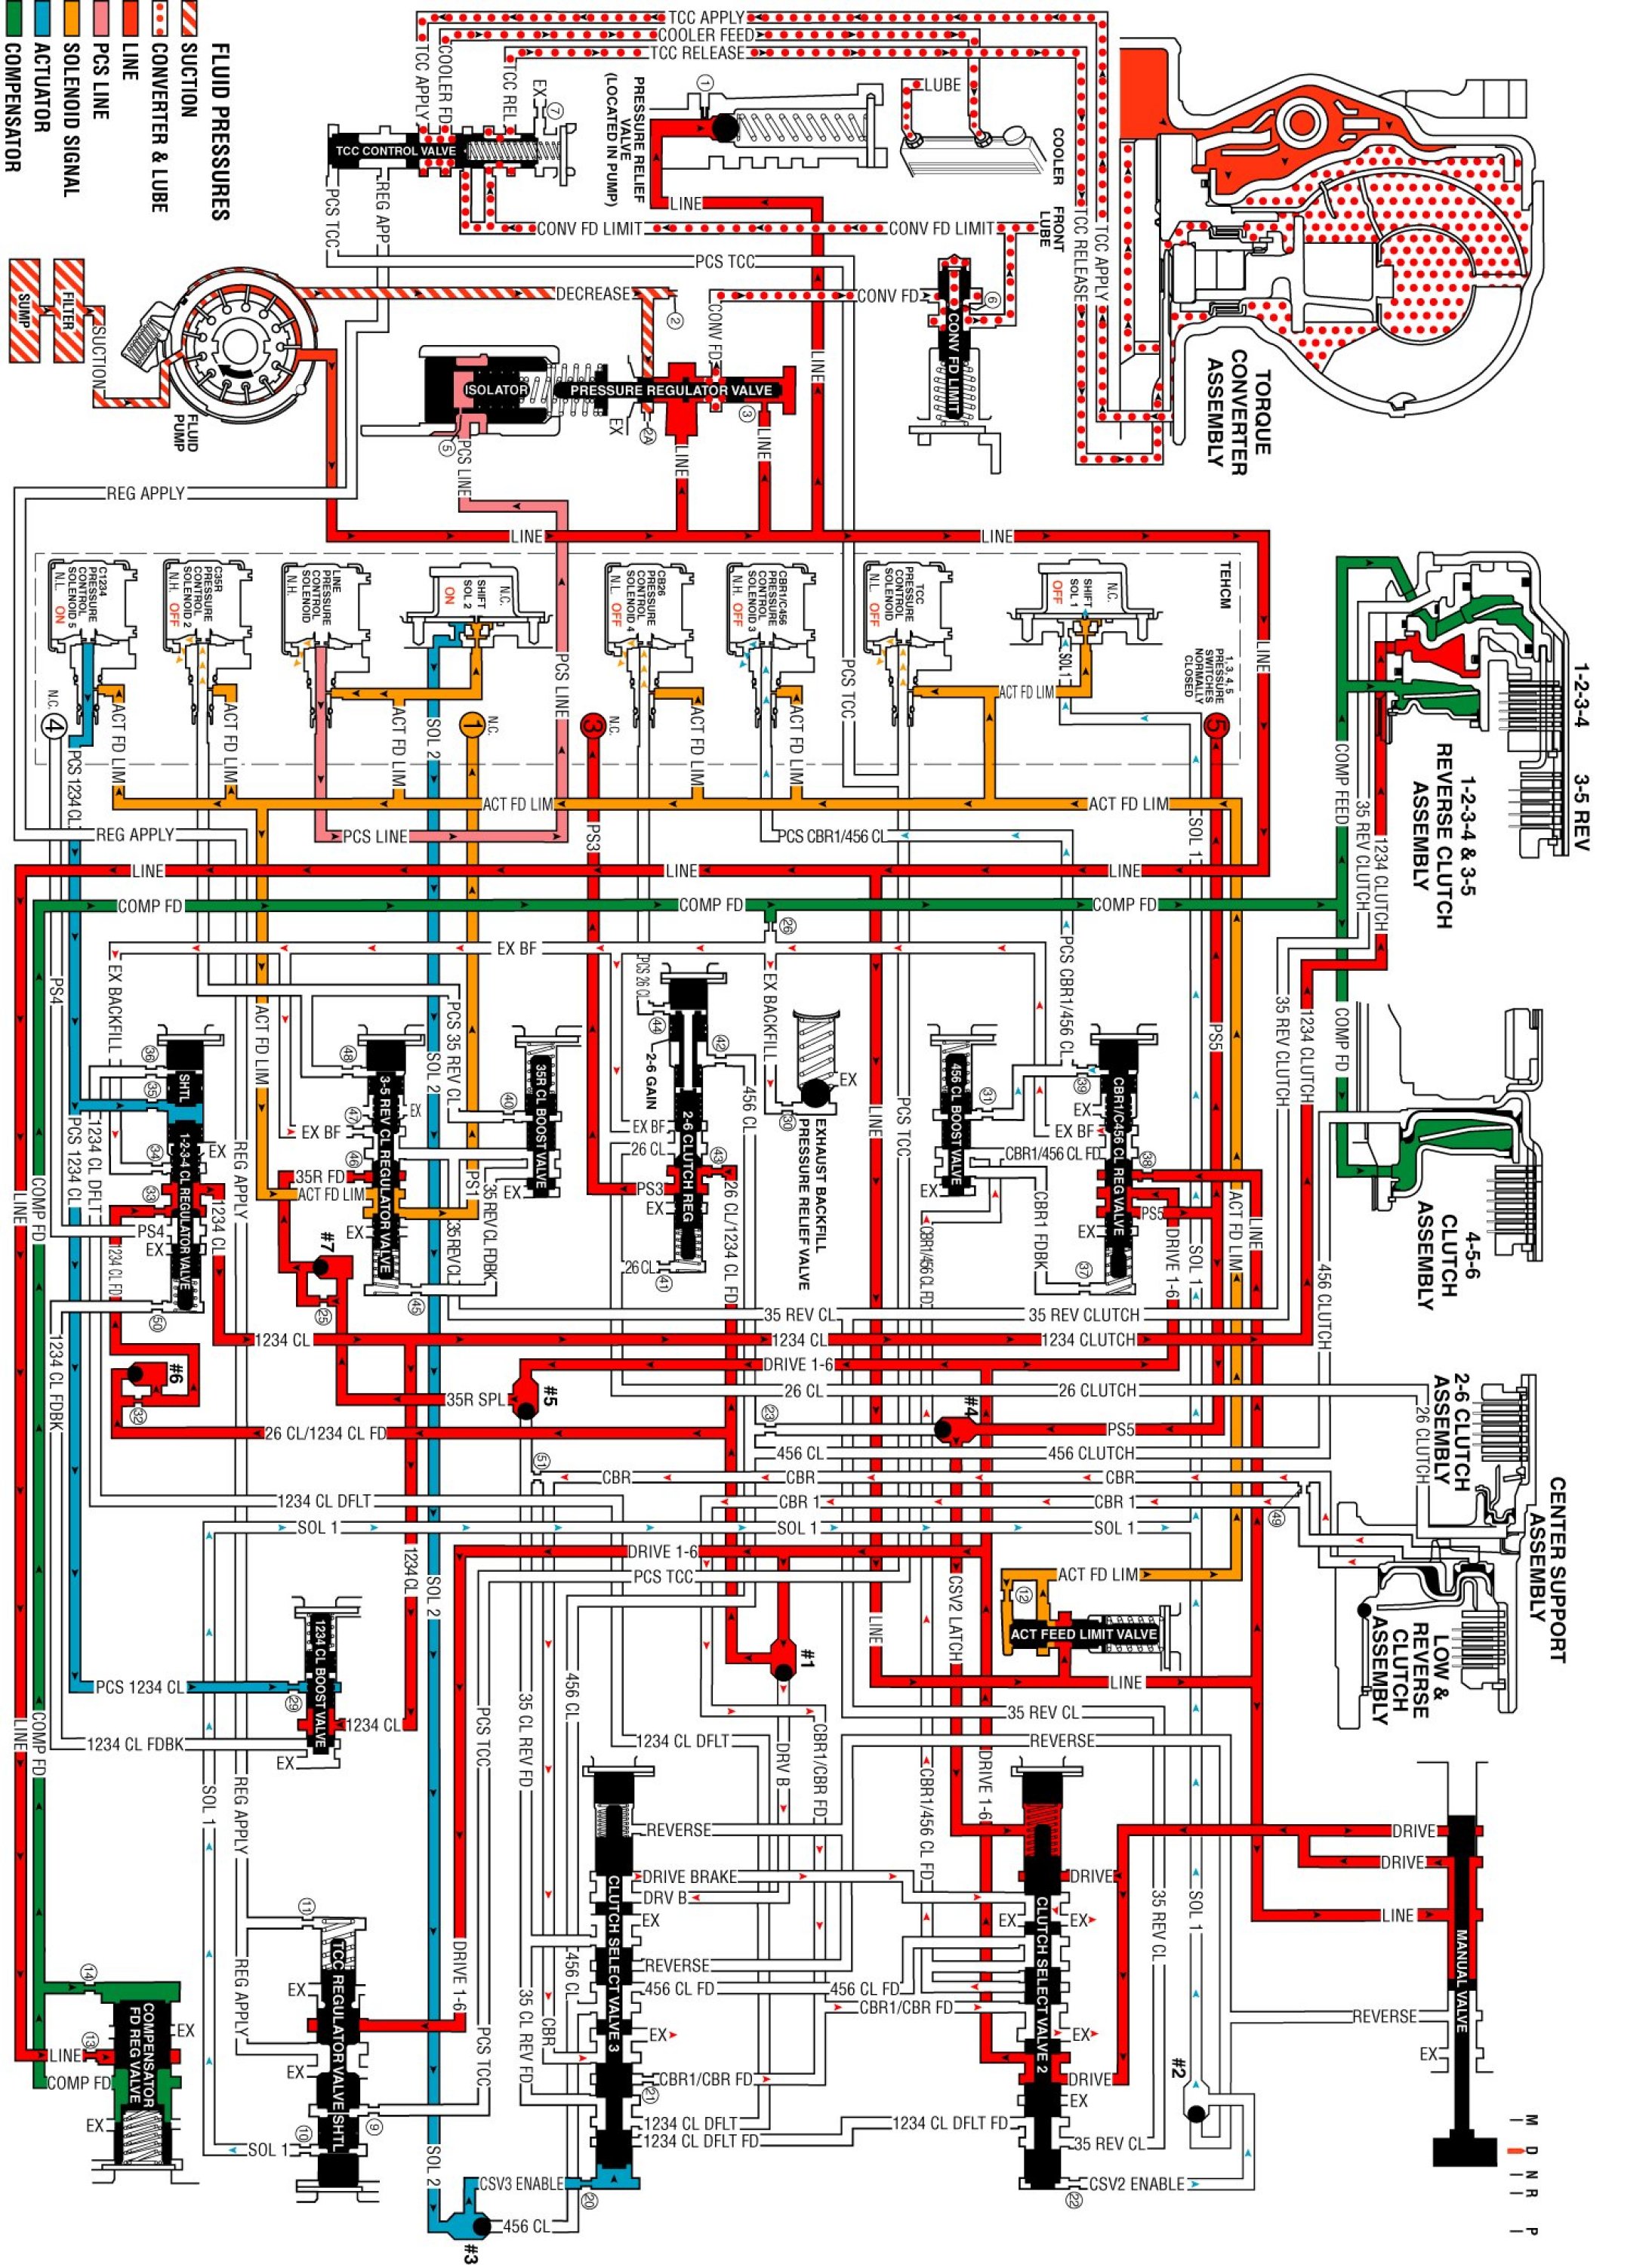 TCC APPLY
COOLER FEED
TCC RELEASE
TCC APPLY
COOLER FD
TCC REL
EX
7
TCC CONTROL VALVE
PCS TCC
REG APP
1
PRESSURE RELIEF
VALVE
(LOCATED IN PUMP)
LINE
LUBE
COOLER
FRONT
LUBE
CONV FD LIMIT
CONV FD LIMIT
PCS TCC
TCC RELEASE
TCC APPLY
TORQUE
CONVERTER
ASSEMBLY
FLUID PRESSURES
SUCTION
CONVERTER & LUBE
LINE
PCS LINE
SOLENOID SIGNAL
ACTUATOR
COMPENSATOR
SUMP
FILTER
SUCTION
FLUID
PUMP
DECREASE
2
CONV FD
CONV FD
6
CONV FD LIMIT
ISOLATOR
PRESSURE REGULATOR VALVE
EX
2A
3
5
PCS LINE
LINE
LINE
LINE
REG APPLY
LINE
LINE
C1234
PRESSURE
CONTROL
SOLENOID 5
N.L. ON
C35R
PRESSURE
CONTROL
SOLENOID 2
N.H. OFF
LINE
PRESSURE
CONTROL
SOLENOID
N.H.
N.C.
SHIFT
SOL 2
ON
CB26
PRESSURE
CONTROL
SOLENOID 4
N.L. OFF
CBR1/C456
PRESSURE
CONTROL
SOLENOID 3
N.H. OFF
TCC
PRESSURE
CONTROL
SOLENOID
N.L. OFF
N.C.
SHIFT
SOL 1
OFF
TEHCM
1, 3, 4, 5
PRESSURE
SWITCHES
NORMALLY
CLOSED
LINE
SOL 1
ACT FD LIM
N.C.
4
1
N.C.
3
N.C.
5
PCS 1234 CL
ACT FD LIM
ACT FD LIM
ACT FD LIM
SOL 2
PCS LINE
ACT FD LIM
ACT FD LIM
PCS TCC
ACT FD LIM
ACT FD LIM
REG APPLY
PCS LINE
PS3
PCS CBR1/456 CL
SOL 1
LINE
LINE
LINE
COMP FD
COMP FD
COMP FD
26
1-2-3-4
3-5 REV
1-2-3-4 & 3-5
REVERSE CLUTCH
ASSEMBLY
COMP FEED
35 REV CLUTCH
1234 CLUTCH
EX BF
PS4
EX BACKFILL
ACT FD LIM
PCS 35 REV CL
SOL 2
PCS 26 CL
EX BACKFILL
EX
30
EXHAUST BACKFILL
PRESSURE RELIEF VALVE
PCS CBR1/456 CL
PS5
35 REV CLUTCH
1234 CLUTCH
COMP FD
4-5-6
CLUTCH
ASSEMBLY
36
35
34
33
50
SHTL
1-2-3-4 CL REGULATOR VALVE
EX
PS4
EX
1234 CL FD
1234 CL
1234 CL DFLT
PCS 1234 CL
COMP FD
LINE
REG APPLY
48
47
46
45
EX
EX BF
35R FD
ACT FD LIM
EX
3-5 REV CL REGULATOR VALVE
PS1
35 REV CL
35 REV CL FDBK
40
35R CL BOOST VALVE
EX
44
42
43
41
2-6 GAIN
2-6 CLUTCH REG
EX BF
26 CL
PS3
EX
26 CL
456 CL
26 CL/1234 CL FD
LINE
PCS TCC
31
456 CL BOOST VALVE
EX
39
38
37
EX
EX BF
CBR1/456 CL FD
CBR1/C456 CL REG VALVE
EX
CBR1 FDBK
CBR1/456 CL FD
PS5
DRIVE 1-6
SOL 1
ACT FD LIM
LINE
456 CLUTCH
#7
25
35 REV CL
35 REV CLUTCH
1234 CL
1234 CL
1234 CLUTCH
DRIVE 1-6
26 CL
26 CLUTCH
35R SPL
#5
#4
PS5
23
456 CL
456 CLUTCH
#6
32
1234 CL FDBK
26 CL/1234 CL FD
51
CBR
CBR
CBR
1234 CL DFLT
CBR 1
CBR 1
49
SOL 1
SOL 1
SOL 1
2-6 CLUTCH
ASSEMBLY
26 CLUTCH
CENTER SUPPORT
ASSEMBLY
LOW &
REVERSE
CLUTCH
ASSEMBLY
1234 CL
SOL 2
DRIVE 1-6
PCS TCC
#1
CSV2 LATCH
ACT FD LIM
12
ACT FEED LIMIT VALVE
LINE
LINE
PCS 1234 CL
29
1234 CL BOOST VALVE
1234 CL
1234 CL FDBK
EX
LINE
COMP FD
SOL 1
REG APPLY
PCS TCC
35 CL REV FD
456 CL
1234 CL DFLT
DRV B
CBR1/CBR FD
35 REV CL
REVERSE
CBR1/456 CL FD
DRIVE 1-6
REVERSE
DRIVE BRAKE
DRV B
EX
CLUTCH SELECT VALVE 3
REVERSE
456 CL FD
456 CL FD
EX
CBR1/CBR FD
CBR1/CBR FD
21
1234 CL DFLT
1234 CL DFLT FD
1234 CL DFLT FD
CSV3 ENABLE
20
#3
456 CL
DRIVE
EX
EX
CLUTCH SELECT VALVE 2
EX
DRIVE
EX
35 REV CL
22
CSV2 ENABLE
35 REV CL
SOL 1
#2
DRIVE
DRIVE
LINE
MANUAL VALVE
REVERSE
EX
M
D
N
R
P
11
REG APPLY
EX
EX
TCC REGULATOR VALVE SHTL
DRIVE 1-6
PCS TCC
9
10
SOL 1
SOL 2
35 CL REV FD
CBR
456 CL
14
13
COMPENSATOR
FD REG VALVE
EX
LINE
COMP FD
EX